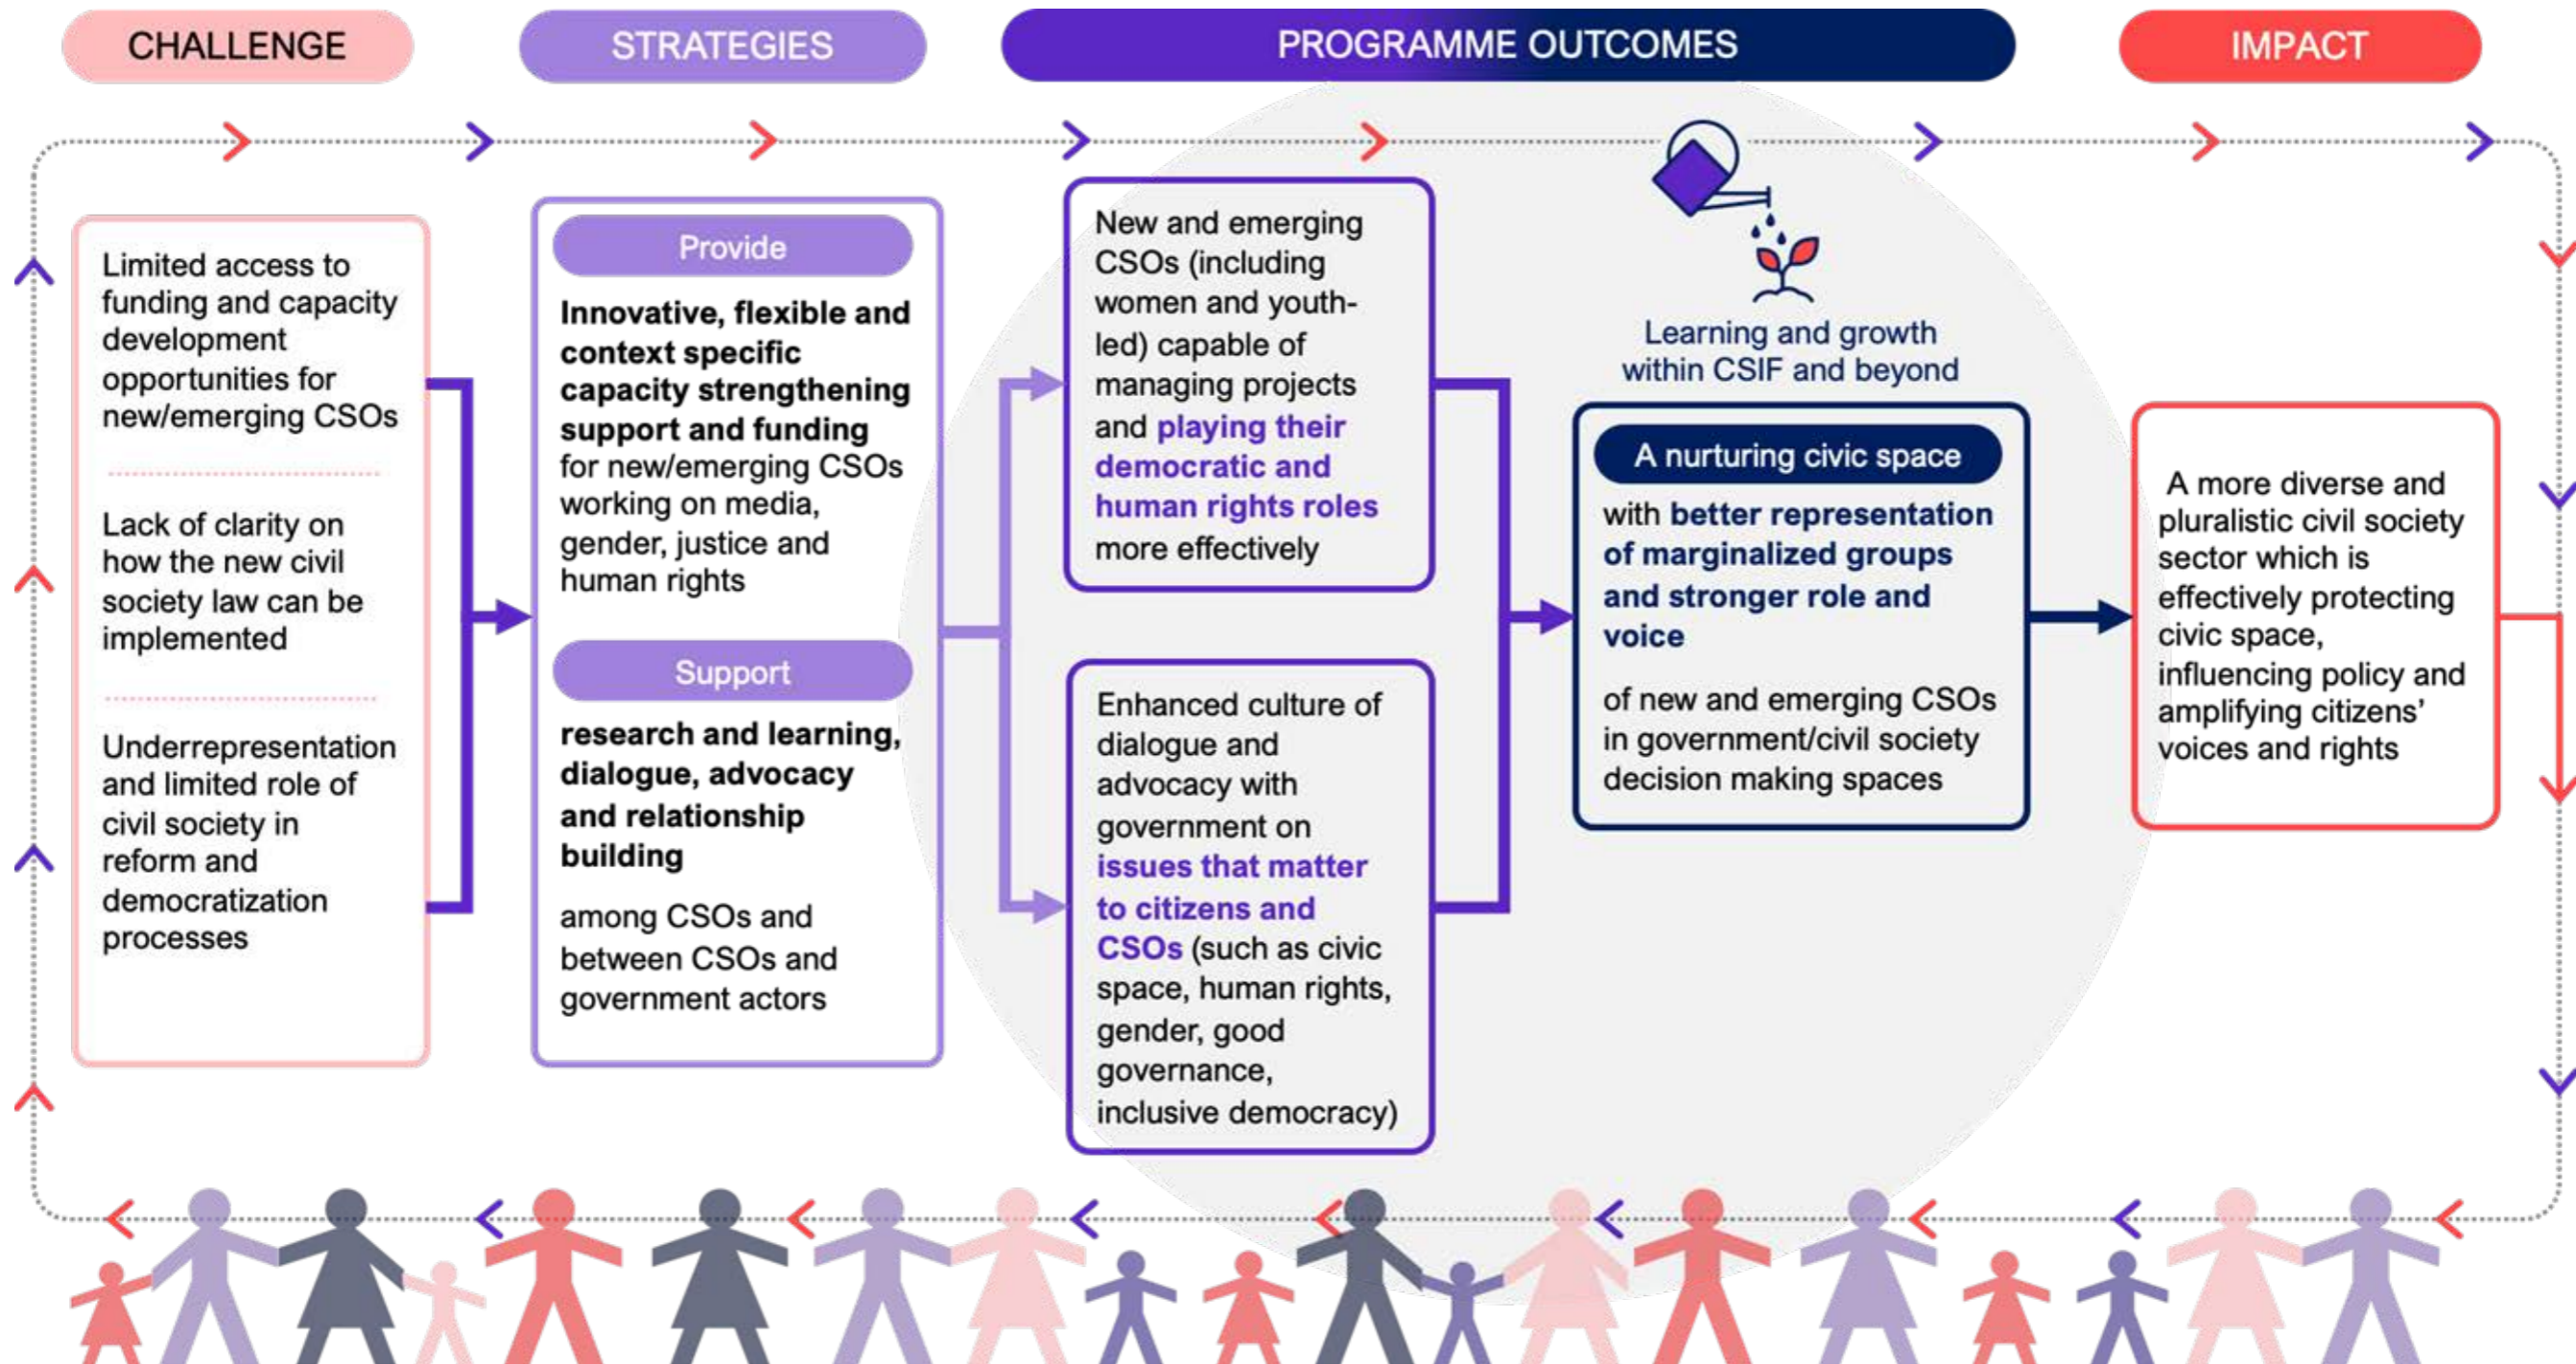 CHALLENGE
STRATEGIES
PROGRAMME OUTCOMES
IMPACT
Limited access to
funding and capacity
development
opportunities for
new/emerging CSOs
Lack of clarity on
how the new civil
society law can be
implemented
Underrepresentation
and limited role of
civil society in
reform and
democratization
processes
Provide
Innovative, flexible and
context specific
capacity strengthening
support and funding
for new/emerging CSOs
working on media,
gender, justice and
human rights
Support
research and learning,
dialogue, advocacy
and relationship
building
among CSOs and
between CSOs and
government actors
New and emerging
CSOs (including
women and youth-
led) capable of
managing projects
and playing their
democratic and
human rights roles
more effectively
Enhanced culture of
dialogue and
advocacy with
government on
issues that matter
to citizens and
CSOs (such as civic
space, human rights,
gender, good
governance,
inclusive democracy)
Learning and growth
within CSIF and beyond
A nurturing civic space
with better representation
of marginalized groups
and stronger role and
voice
of new and emerging CSOs
in government/civil society
decision making spaces
A more diverse and
pluralistic civil society
sector which is
effectively protecting
civic space,
influencing policy and
amplifying citizens’
voices and rights